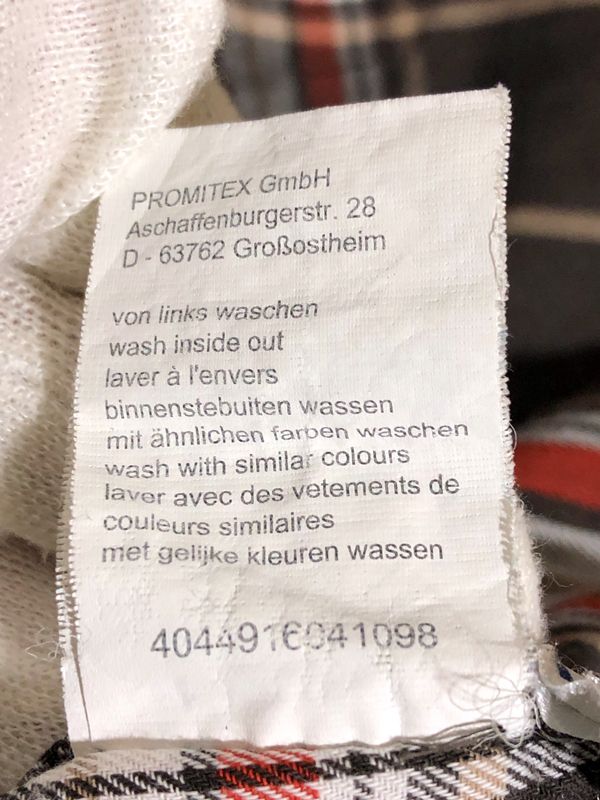 PROMITEX GmbH
Aschaffenburgerstr. 28
D - 63762 Großostheim
von links waschen
wash inside out
laver à l'envers
binnenstebuiten wassen
mit ähnlichen farben waschen
wash with similar colours
laver avec des vetements de
couleurs similaires
met gelijke kleuren wassen
4044916041098